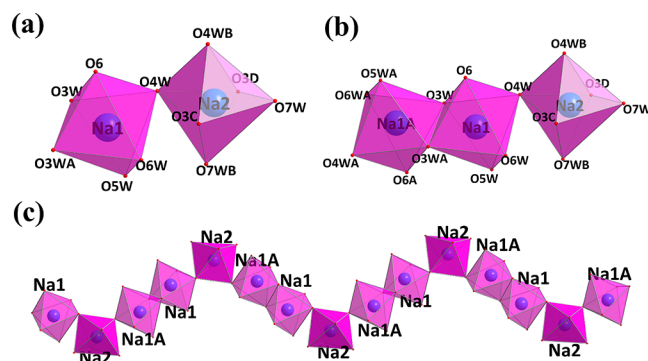 (a)
O4WB
O6
O3W
O4W
O3D
Na2
O7W
Na1
O3C
O3WA
O6W
O5W
O7WB
(b)
O4WB
O5WA
O6
O6WA
O3W
O4W
O3D
Na2
O7W
Na1A
Na1
O3C
O4WA
O3WA
O6W
O6A
O5W
O7WB
(c)
Na2
Na2
Na1
Na1A
Na1A
Na1
Na1
Na1
Na1A
Na1
Na1A
Na1A
Na2
Na2
Na2